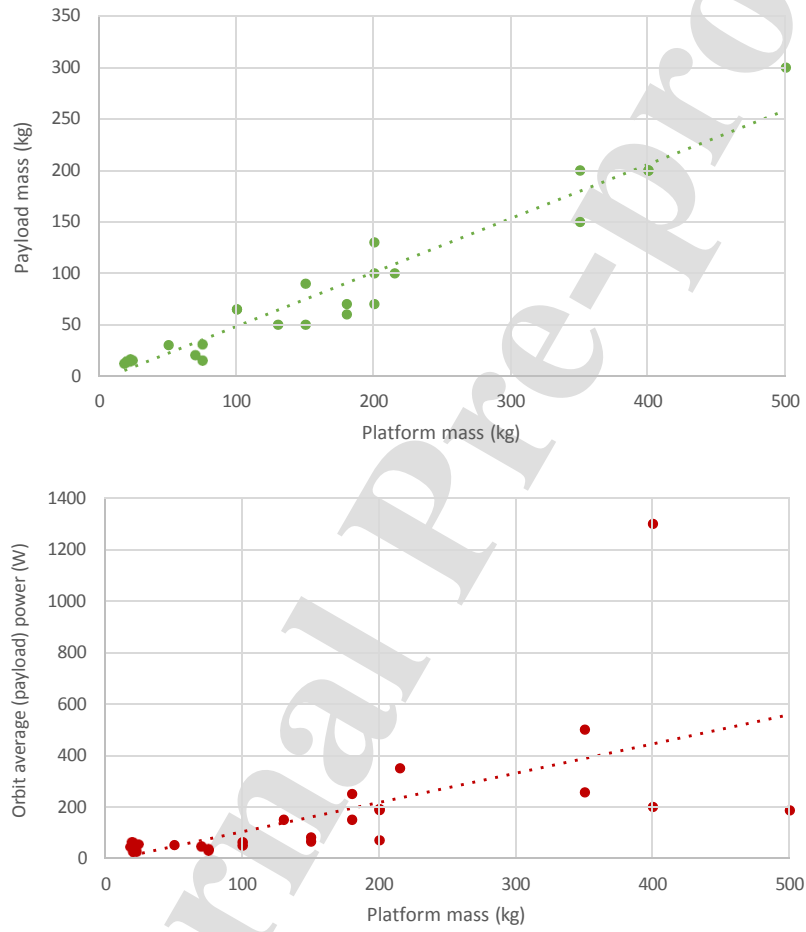 350
300
250
200
150
100
50
0
Payload mass (kg)
0 100 200 300 400 500
Platform mass (kg)
1400
1200
1000
800
600
400
200
0
Orbit average (payload) power (W)
0 100 200 300 400 500
Platform mass (kg)
rnal Pre-pro